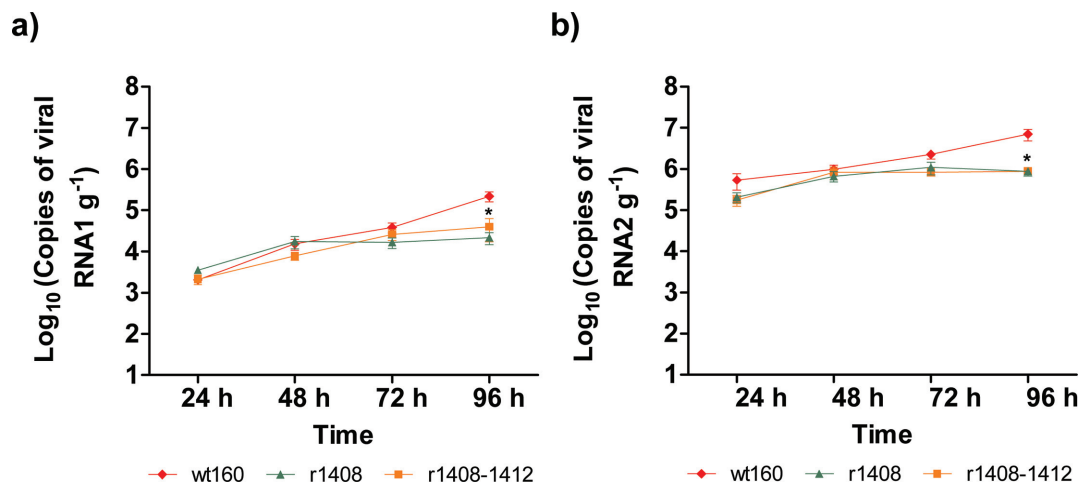 a)
Log10 (Copies of viral
RNA1 g-1)
8
7
6
5
4
3
2
1
*
24 h 48 h 72 h 96 h
Time
wt160 r1408 r1408-1412
b)
Log10 (Copies of viral
RNA2 g-1)
8
7
6
5
4
3
2
1
*
24 h 48 h 72 h 96 h
Time
wt160 r1408 r1408-1412